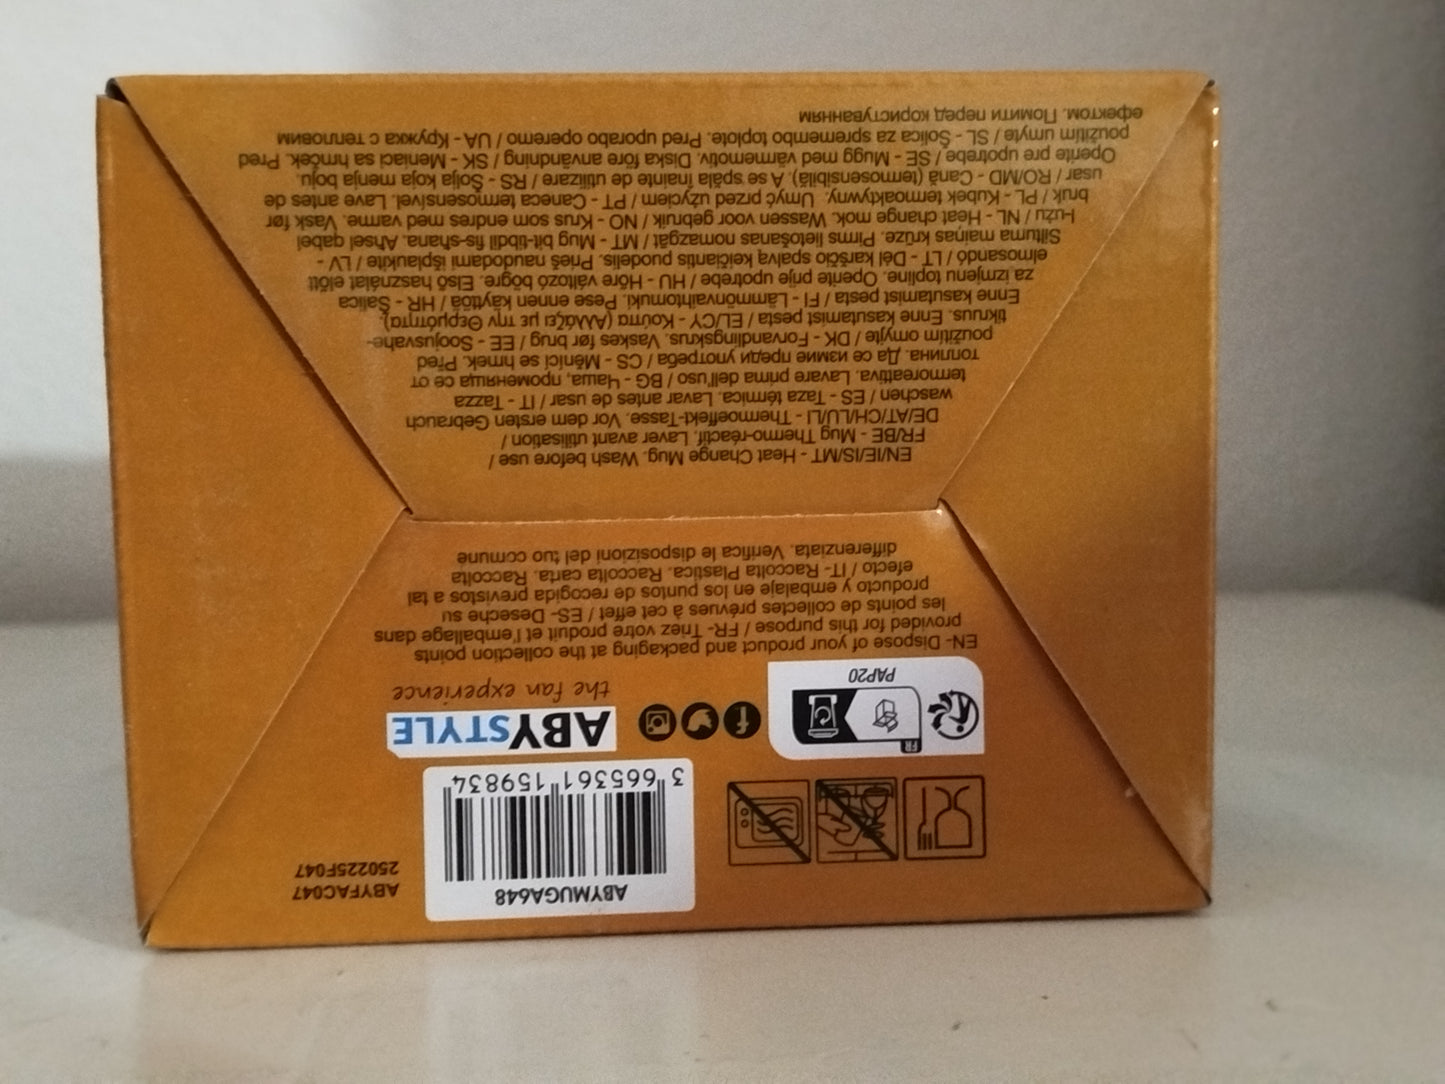 ABYMUGA648
3 665361 159834
ABYFAC047
250225F047
FR
PAP20
ABYSTYLE
the fan experience
EN- Dispose of your product and packaging at the collection points
provided for this purpose / FR- Triez votre produit et l'emballage dans
les points de collectes prévues à cet effet / ES- Deseche su
producto y embalaje en los puntos de recogida previstos a tal
efecto / IT- Raccolta Plastica. Raccolta carta. Raccolta
differenziata. Verifica le disposizioni del tuo comune
EN/IE/IS/MT - Heat Change Mug. Wash before use /
FR/BE - Mug Thermo-réactif. Laver avant utilisation /
DE/AT/CH/LU/LI - Thermoeffekt-Tasse. Vor dem ersten Gebrauch
waschen / ES - Taza térmica. Lavar antes de usar / IT - Tazza
termoreattiva. Lavare prima dell'uso / BG - Чаша, променяща се от
топлина. Да се измие преди употреба / CS - Měnící se hrnek. Před
použitím omyjte / DK - Forvandlingskrus. Vaskes før brug / EE - Soojusvahe-
tikruus. Enne kasutamist pesta / EL/CY - Κούπα (Αλλάζει με την Θερμότητα).
Enne kasutamist pesta / FI - Lämmönvaihtomuki. Pese ennen käyttöä / HR - Šalica
za izmjenu topline. Operite prije upotrebe / HU - Hőre változó bögre. Első használat előtt
elmosandó / LT - Dėl karščio spalvą keičiantis puodelis. Prieš naudodami išplaukite / LV -
Siltuma maiņas krūze. Pirms lietošanas nomazgāt / MT - Mug bit-tibdil fis-shana. Ahsel qabel
l-użu / NL - Heat change mok. Wassen voor gebruik / NO - Krus som endres med varme. Vask før
bruk / PL - Kubek termoaktywny. Umyć przed użyciem / PT - Caneca termosensível. Lave antes de
usar / RO/MD - Cană (termosensibilă). A se spăla înainte de utilizare / RS - Šolja koja menja boju.
Operite pre upotrebe / SE - Mugg med värmemotiv. Diska före användning / SK - Meniaci sa hrnček. Pred
použitím umyte / SL - Šolica za spremembo toplote. Pred uporabo operemo / UA - Кружка с тепловим
ефектом. Помити перед користуванням